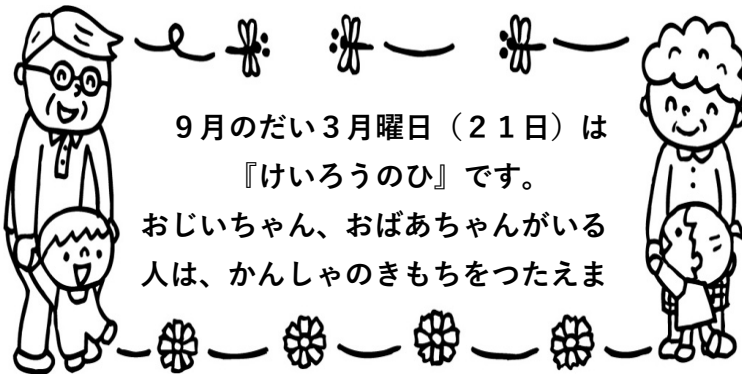 ９月のだい３月曜日（２１日）は
『けいろうのひ』です。
おじいちゃん、おばあちゃんがいる
人は、かんしゃのきもちをつたえま